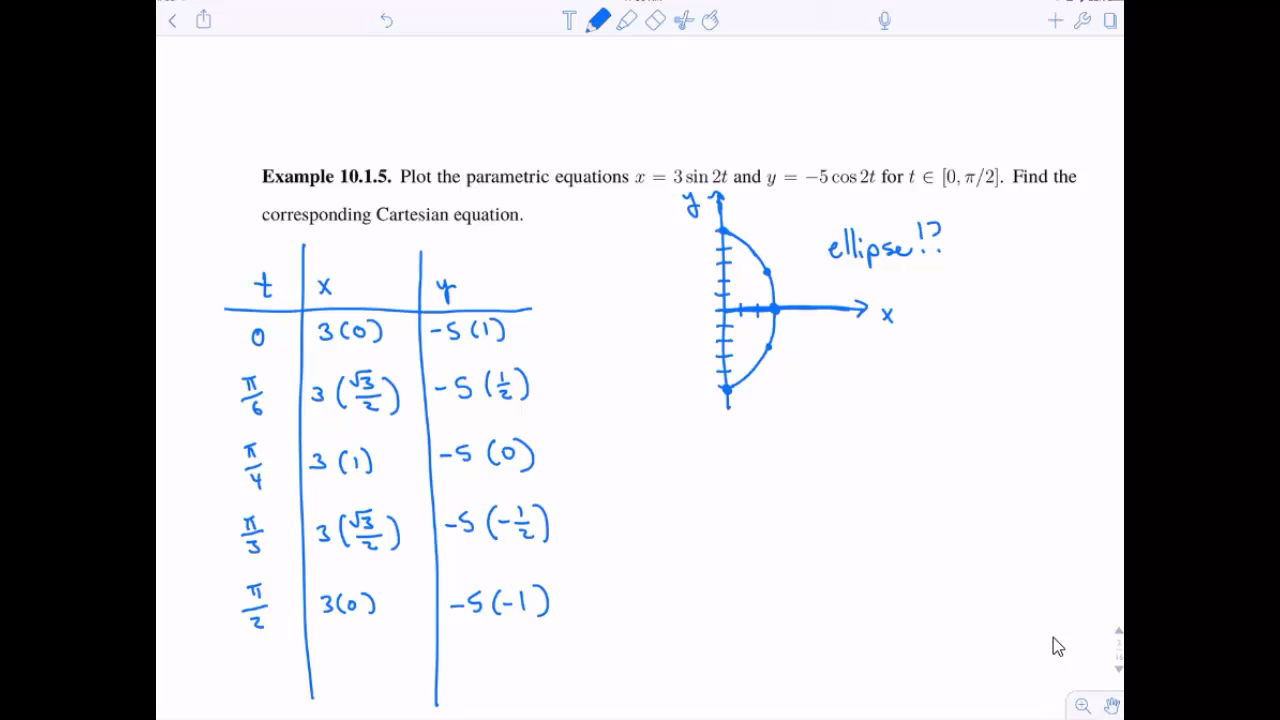 Example 10.1.5. Plot the parametric equations x = 3 sin 2t and y = −5 cos 2t for t ∈ [0, π/2]. Find the
corresponding Cartesian equation.
y
ellipse!?
x
t x y
0 3(0) -5(1)
π/6 3(√3/2) -5(1/2)
π/4 3(1) -5(0)
π/3 3(√3/2) -5(-1/2)
π/2 3(0) -5(-1)